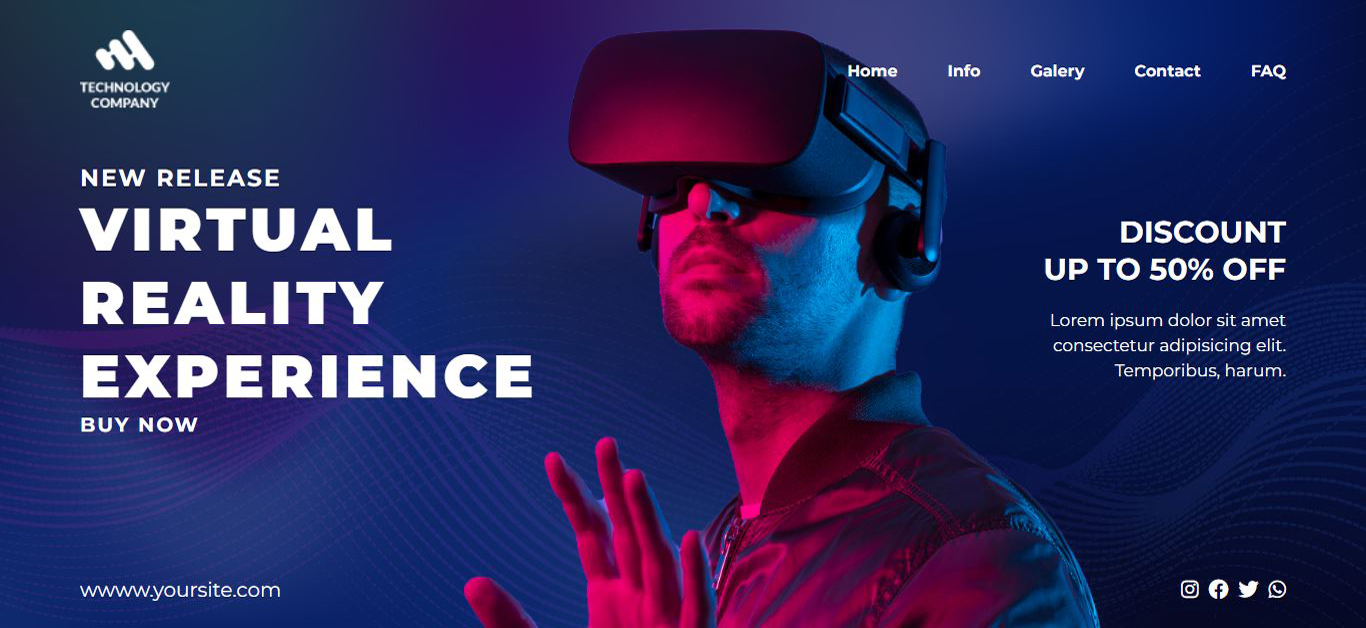 TECHNOLOGY
COMPANY
Home Info Galery Contact FAQ
NEW RELEASE
VIRTUAL
REALITY
EXPERIENCE
BUY NOW
DISCOUNT
UP TO 50% OFF
Lorem ipsum dolor sit amet
consectetur adipisicing elit.
Temporibus, harum.
wwww.yoursite.com